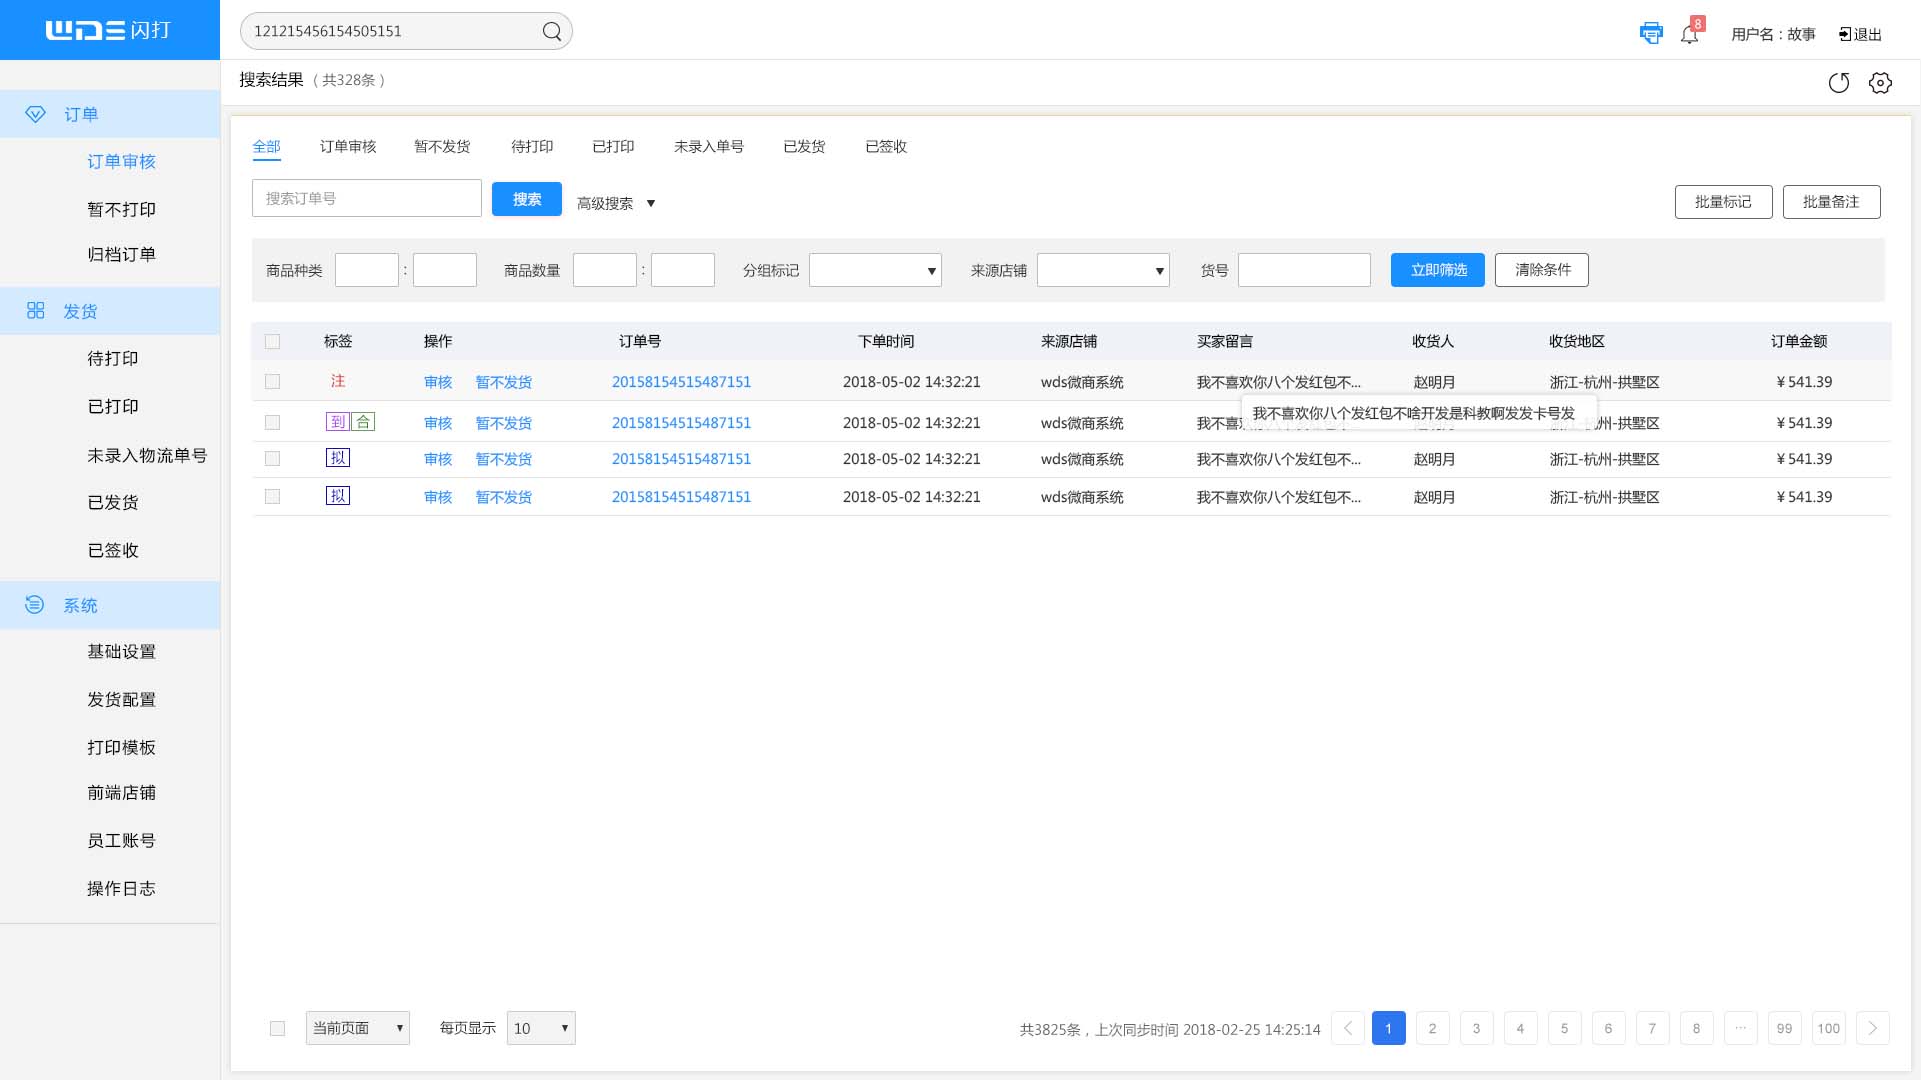 WDS 闪打
121215456154505151
8
用户名：故事
退出
搜索结果（共328条）
订单
订单审核
暂不打印
归档订单
发货
待打印
已打印
未录入物流单号
已发货
已签收
系统
基础设置
发货配置
打印模板
前端店铺
员工账号
操作日志
全部 订单审核 暂不发货 待打印 已打印 未录入单号 已发货 已签收
搜索订单号 搜索 高级搜索 ▼ 批量标记 批量备注
商品种类 : 商品数量 : 分组标记 ▼ 来源店铺 ▼ 货号 立即筛选 清除条件
标签 操作 订单号 下单时间 来源店铺 买家留言 收货人 收货地区 订单金额
注 审核 暂不发货 20158154515487151 2018-05-02 14:32:21 wds微商系统 我不喜欢你八个发红包不... 赵明月 浙江-杭州-拱墅区 ¥ 541.39
我不喜欢你八个发红包不啥开发是科教啊发发卡号发
到 合 审核 暂不发货 20158154515487151 2018-05-02 14:32:21 wds微商系统 我不喜欢你八个发红包不... 赵明月 浙江-杭州-拱墅区 ¥ 541.39
拟 审核 暂不发货 20158154515487151 2018-05-02 14:32:21 wds微商系统 我不喜欢你八个发红包不... 赵明月 浙江-杭州-拱墅区 ¥ 541.39
拟 审核 暂不发货 20158154515487151 2018-05-02 14:32:21 wds微商系统 我不喜欢你八个发红包不... 赵明月 浙江-杭州-拱墅区 ¥ 541.39
当前页面 ▼ 每页显示 10 ▼ 共3825条，上次同步时间 2018-02-25 14:25:14 < 1 2 3 4 5 6 7 8 ··· 99 100 >